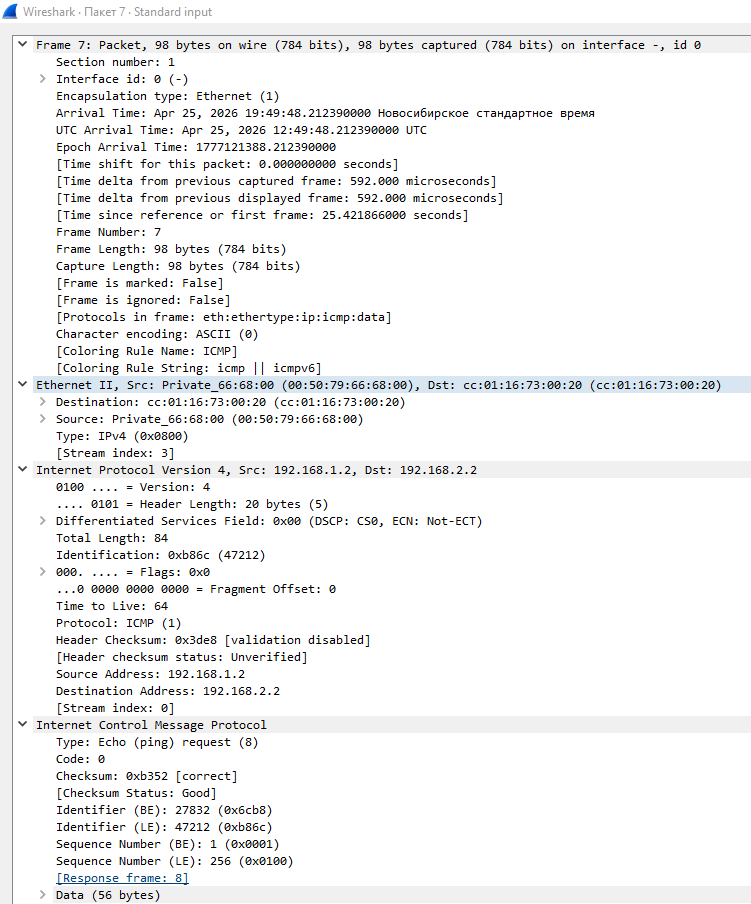 Wireshark · Пакет 7 · Standard input
Frame 7: Packet, 98 bytes on wire (784 bits), 98 bytes captured (784 bits) on interface -, id 0
Section number: 1
Interface id: 0 (-)
Encapsulation type: Ethernet (1)
Arrival Time: Apr 25, 2026 19:49:48.212390000 Новосибирское стандартное время
UTC Arrival Time: Apr 25, 2026 12:49:48.212390000 UTC
Epoch Arrival Time: 1777121388.212390000
[Time shift for this packet: 0.000000000 seconds]
[Time delta from previous captured frame: 592.000 microseconds]
[Time delta from previous displayed frame: 592.000 microseconds]
[Time since reference or first frame: 25.421866000 seconds]
Frame Number: 7
Frame Length: 98 bytes (784 bits)
Capture Length: 98 bytes (784 bits)
[Frame is marked: False]
[Frame is ignored: False]
[Protocols in frame: eth:ethertype:ip:icmp:data]
Character encoding: ASCII (0)
[Coloring Rule Name: ICMP]
[Coloring Rule String: icmp || icmpv6]
Ethernet II, Src: Private_66:68:00 (00:50:79:66:68:00), Dst: cc:01:16:73:00:20 (cc:01:16:73:00:20)
Destination: cc:01:16:73:00:20 (cc:01:16:73:00:20)
Source: Private_66:68:00 (00:50:79:66:68:00)
Type: IPv4 (0x0800)
[Stream index: 3]
Internet Protocol Version 4, Src: 192.168.1.2, Dst: 192.168.2.2
0100 .... = Version: 4
.... 0101 = Header Length: 20 bytes (5)
Differentiated Services Field: 0x00 (DSCP: CS0, ECN: Not-ECT)
Total Length: 84
Identification: 0xb86c (47212)
000. .... = Flags: 0x0
...0 0000 0000 0000 = Fragment Offset: 0
Time to Live: 64
Protocol: ICMP (1)
Header Checksum: 0x3de8 [validation disabled]
[Header checksum status: Unverified]
Source Address: 192.168.1.2
Destination Address: 192.168.2.2
[Stream index: 0]
Internet Control Message Protocol
Type: Echo (ping) request (8)
Code: 0
Checksum: 0xb352 [correct]
[Checksum Status: Good]
Identifier (BE): 27832 (0x6cb8)
Identifier (LE): 47212 (0xb86c)
Sequence Number (BE): 1 (0x0001)
Sequence Number (LE): 256 (0x0100)
[Response frame: 8]
Data (56 bytes)